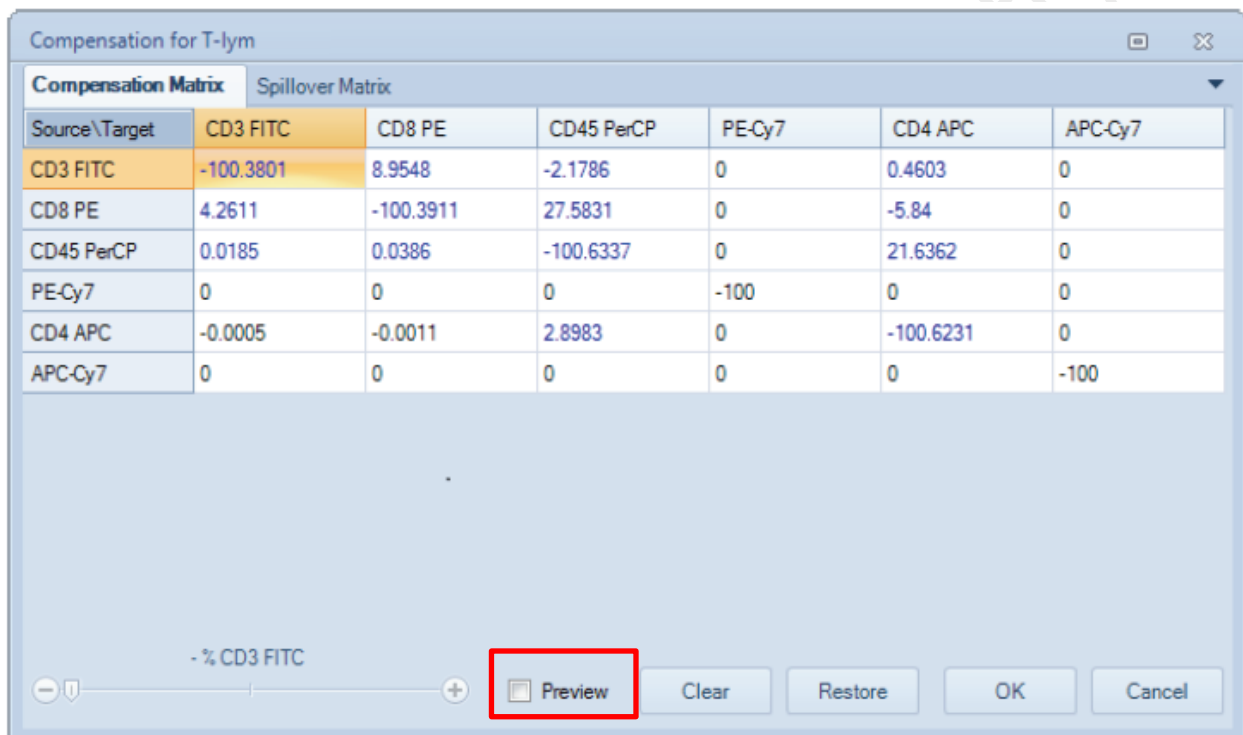 Compensation for T-lym
Compensation Matrix Spillover Matrix
Source\Target CD3 FITC CD8 PE CD45 PerCP PE-Cy7 CD4 APC APC-Cy7
CD3 FITC -100.3801 8.9548 -2.1786 0 0.4603 0
CD8 PE 4.2611 -100.3911 27.5831 0 -5.84 0
CD45 PerCP 0.0185 0.0386 -100.6337 0 21.6362 0
PE-Cy7 0 0 0 -100 0 0
CD4 APC -0.0005 -0.0011 2.8983 0 -100.6231 0
APC-Cy7 0 0 0 0 0 -100
- % CD3 FITC
Preview Clear Restore OK Cancel